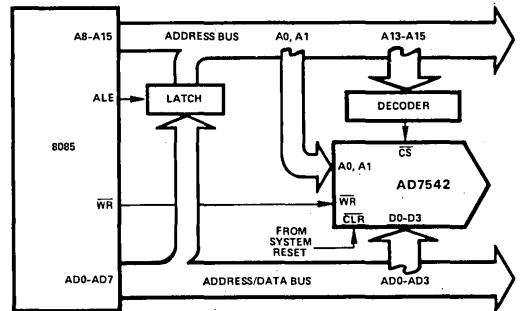 A8-A15
ADDRESS BUS
A0, A1
A13-A15
ALE
LATCH
DECODER
8085
CS
A0, A1
AD7542
WR
WR
CLR
D0-D3
FROM
SYSTEM
RESET
AD0-AD7
ADDRESS/DATA BUS
AD0-AD3